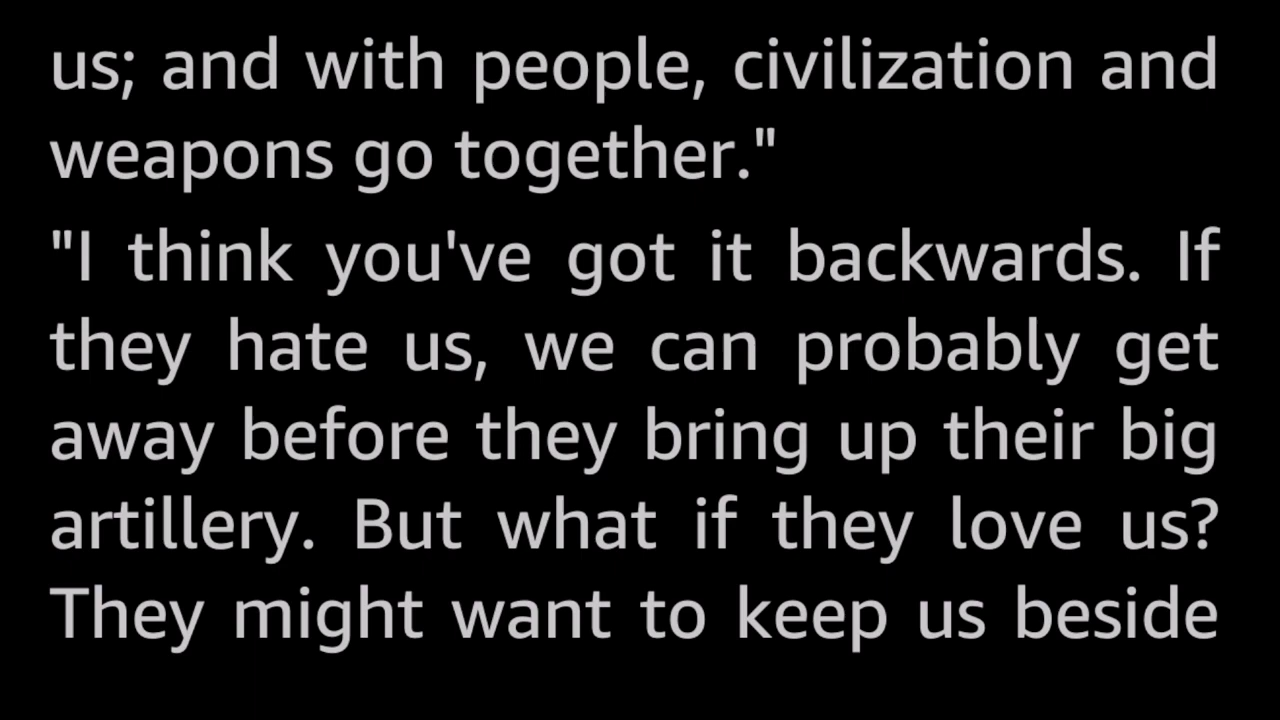 us; and with people, civilization and
weapons go together."
"I think you've got it backwards. If
they hate us, we can probably get
away before they bring up their big
artillery. But what if they love us?
They might want to keep us beside